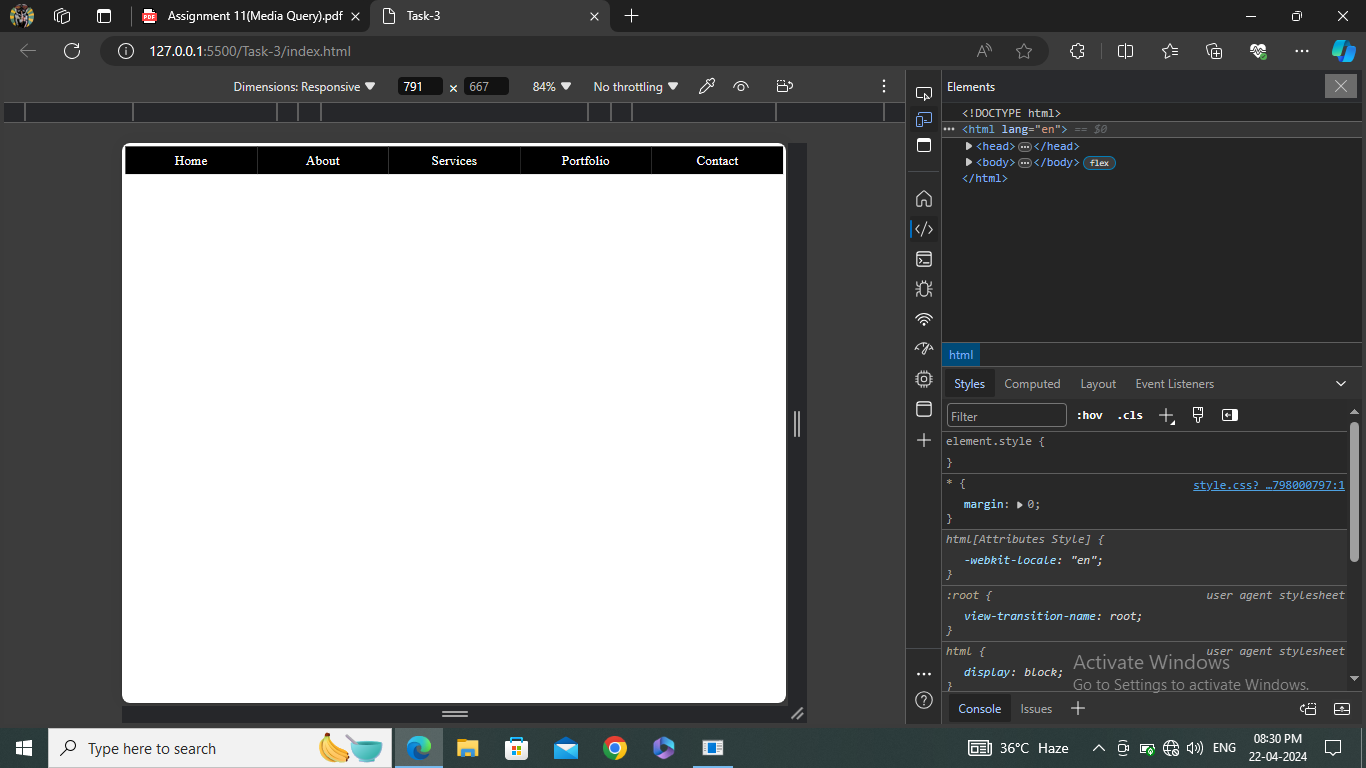 Assignment 11(Media Query).pdf
Task-3
127.0.0.1:5500/Task-3/index.html
Dimensions: Responsive
791
×
667
84%
No throttling
Home
About
Services
Portfolio
Contact
Elements
<!DOCTYPE html>
<html lang="en"> == $0
<head> </head>
<body> </body> flex
</html>
html
Styles
Computed
Layout
Event Listeners
Filter
:hov
.cls
element.style {
}
* {
style.css? …798000797:1
margin: 0;
}
html[Attributes Style] {
-webkit-locale: "en";
}
:root {
user agent stylesheet
view-transition-name: root;
}
html {
user agent stylesheet
display: block;
}
Activate Windows
Go to Settings to activate Windows.
Console
Issues
Type here to search
36°C Haze
ENG
08:30 PM
22-04-2024